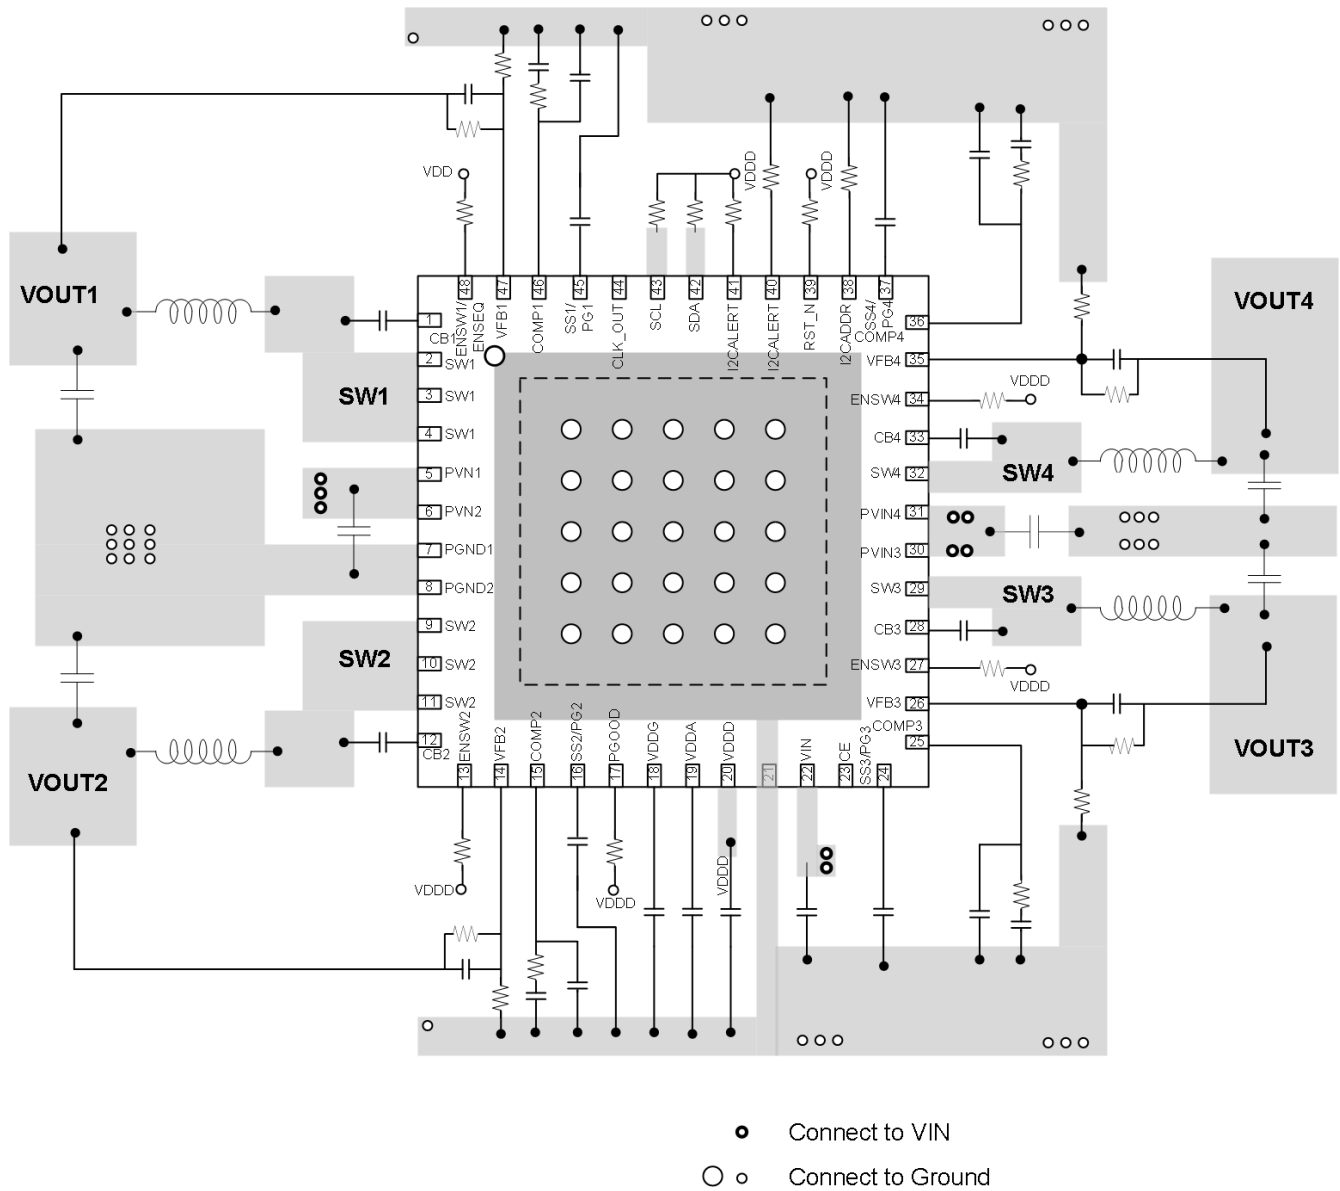 VDD
VDDD
VDDD
VOUT1
VOUT4
48
47
46
45
44
43
42
41
40
39
38
37
ENSW1/
ENSEQ
VFB1
COMP1
SS1/
PG1
CLK_OUT
SCL
SDA
I2CALERT
I2CALERT
RST_N
I2CADDR
SS4/
PG4
1
CB1
2
SW1
3
SW1
4
SW1
5
PVN1
6
PVN2
7
PGND1
8
PGND2
9
SW2
10
SW2
11
SW2
12
CB2
SW1
SW2
COMP4
36
VFB4
35
ENSW4
34
VDDD
CB4
33
SW4
32
SW4
PVIN4
31
PVIN3
30
SW3
29
SW3
CB3
28
ENSW3
27
VDDD
VFB3
26
COMP3
25
VOUT2
VOUT3
ENSW2
VFB2
COMP2
SS2/PG2
PGOOD
VDDG
VDDA
VDDD
VIN
CE
SS3/PG3
13
14
15
16
17
18
19
20
21
22
23
24
VDDD
VDDD
VDDD
Connect to VIN
Connect to Ground